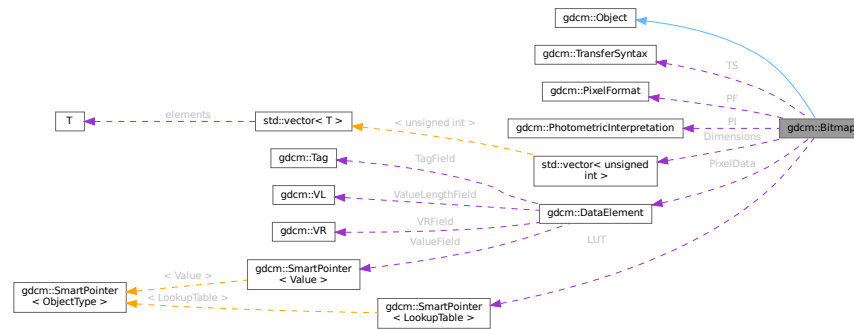 gdcm::Object
gdcm::TransferSyntax
TS
gdcm::PixelFormat
PF
T
elements
std::vector< T >
< unsigned int >
gdcm::PhotometricInterpretation
PI
gdcm::Bitmap
Dimensions
gdcm::Tag
TagField
std::vector< unsigned
int >
PixelData
gdcm::VL
ValueLengthField
gdcm::DataElement
gdcm::VR
VRField
ValueField
LUT
gdcm::SmartPointer
< Value >
< Value >
gdcm::SmartPointer
< ObjectType >
< LookupTable >
gdcm::SmartPointer
< LookupTable >